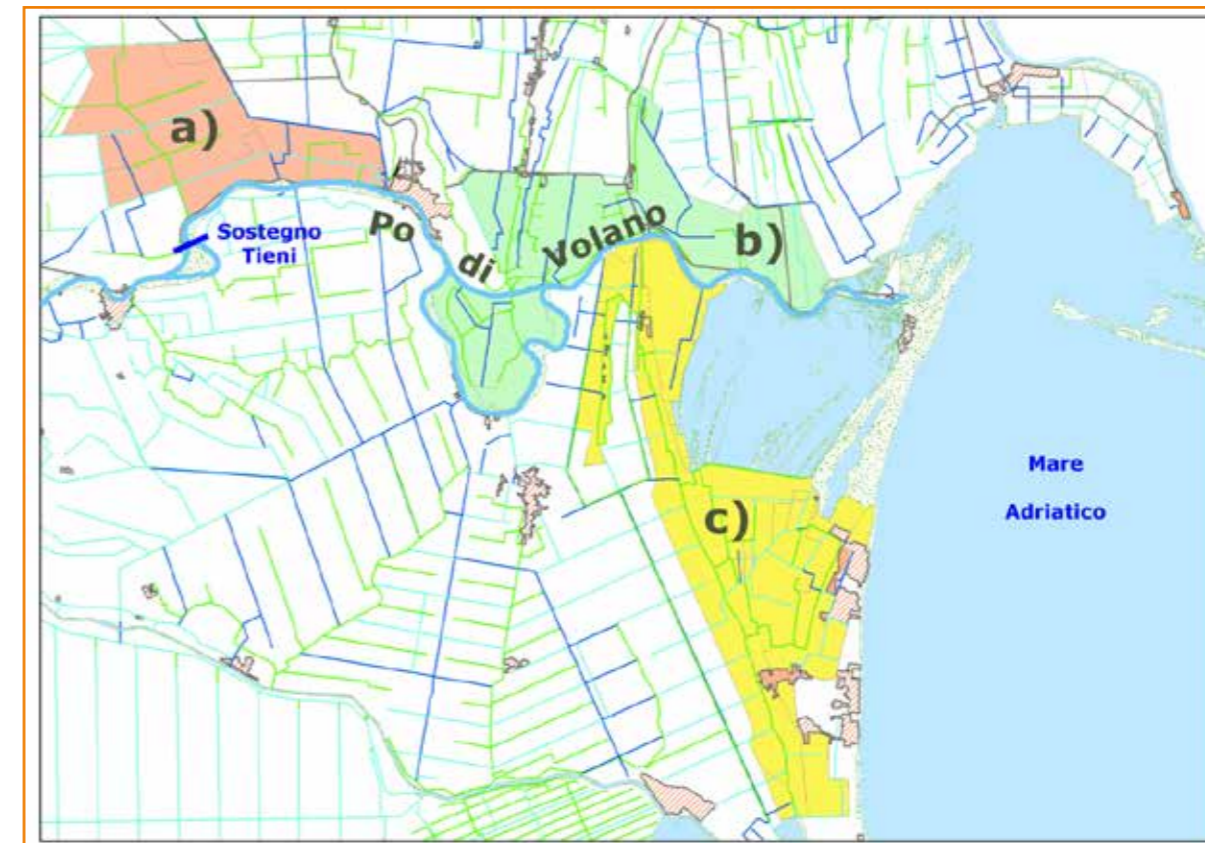 a)
Sostegno
Tieni
Po di Volano
b)
c)
Mare
Adriatico